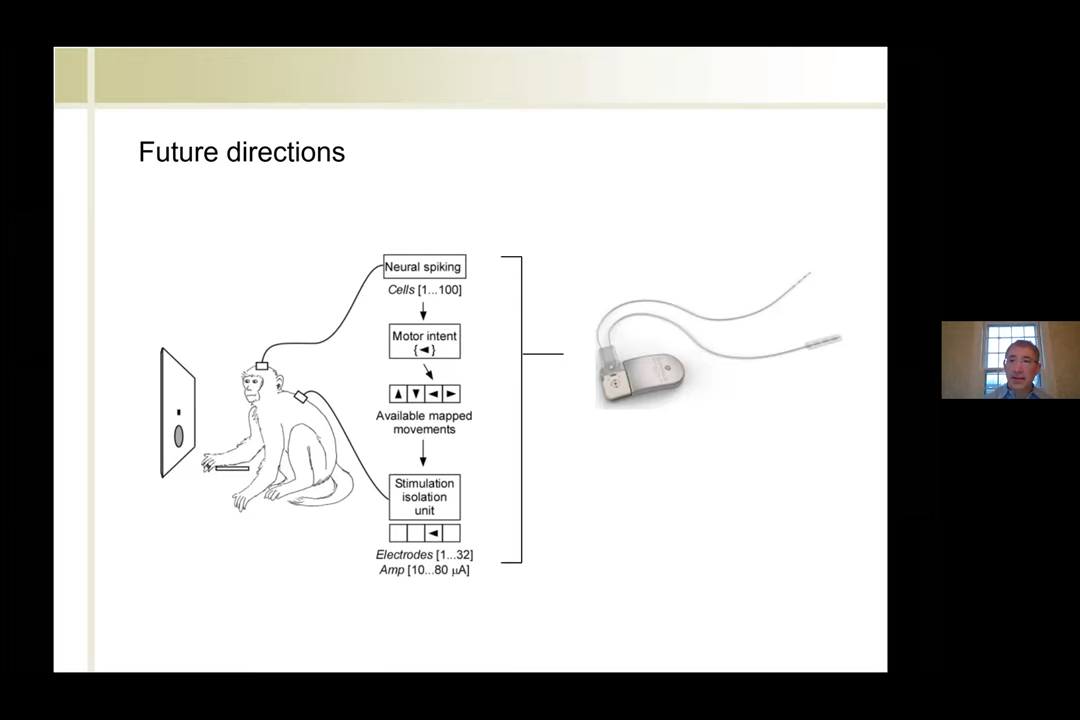 Future directions
Neural spiking
Cells [1...100]
Motor intent
{◄}
▲ ▼ ◄ ►
Available mapped
movements
Stimulation
isolation
unit
◄
Electrodes [1...32]
Amp [10...80 μA]